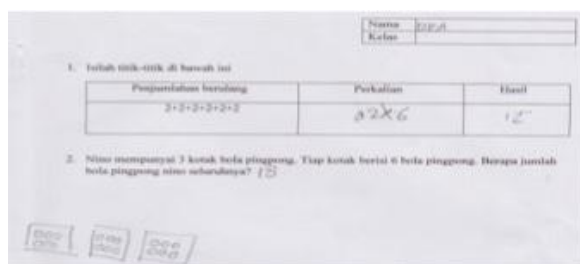 Nama
Kelas
1. Isilah titik-titik di bawah ini
Penjumlahan berulang Perkalian Hasil
2+2+2+2+2+2 2X6 12
2. Nino mempunyai 3 kotak bola pingpong. Tiap kotak berisi 6 bola pingpong. Berapa jumlah
bola pingpong nino seluruhnya? 18